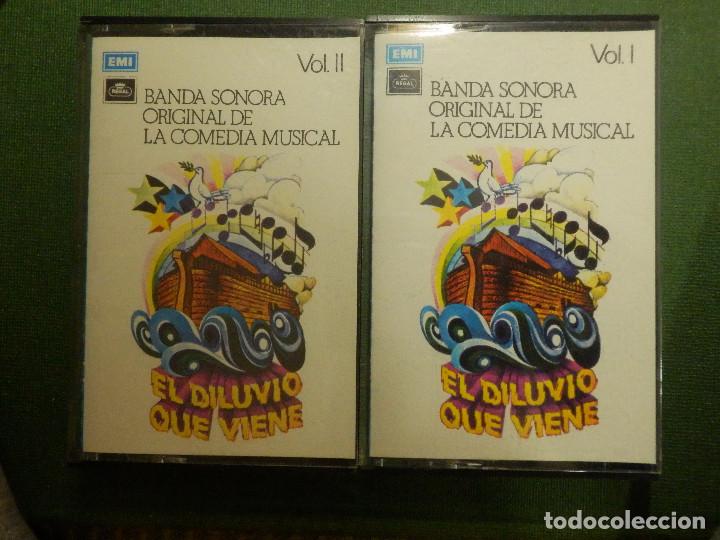 EMI
Vol. II
REGAL
BANDA SONORA
ORIGINAL DE
LA COMEDIA MUSICAL
EL DILUVIO
QUE VIENE
EMI
Vol. I
REGAL
BANDA SONORA
ORIGINAL DE
LA COMEDIA MUSICAL
EL DILUVIO
QUE VIENE
todocoleccion.net